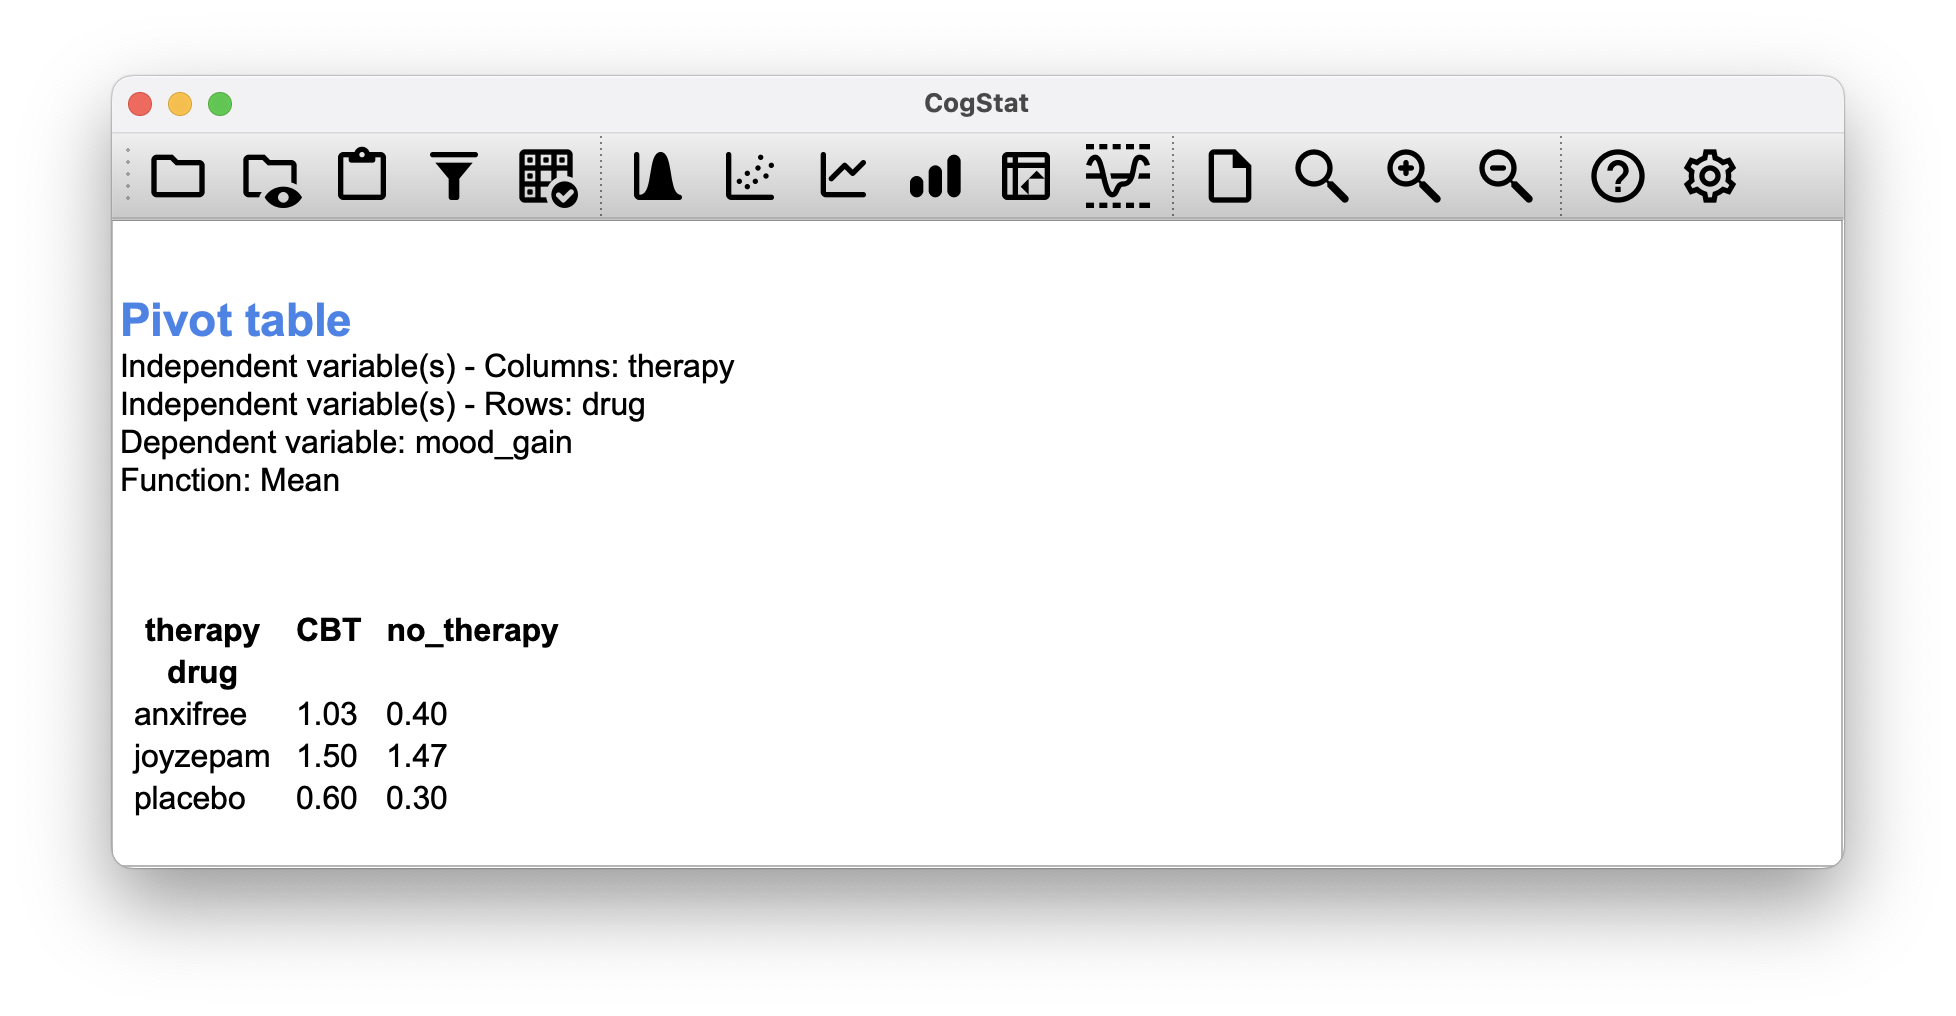 CogStat
Pivot table
Independent variable(s) - Columns: therapy
Independent variable(s) - Rows: drug
Dependent variable: mood_gain
Function: Mean
therapy CBT no_therapy
drug
anxifree 1.03 0.40
joyzepam 1.50 1.47
placebo 0.60 0.30